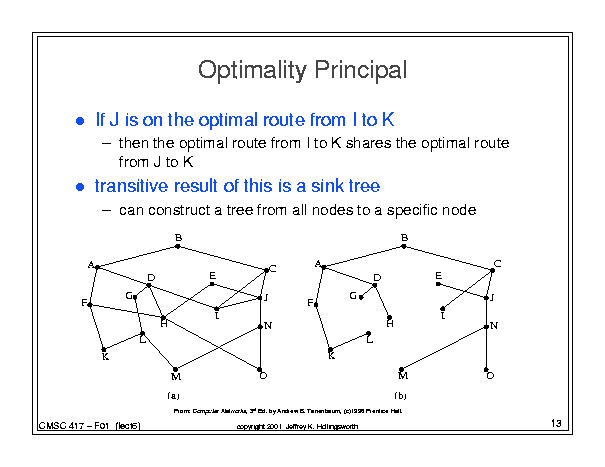 Optimality Principal
● If J is on the optimal route from I to K
– then the optimal route from I to K shares the optimal route
from J to K
● transitive result of this is a sink tree
– can construct a tree from all nodes to a specific node
B B
A C A C
D E D E
G J G J
F I F I
H N H N
L L
K K
M O M O
(a) (b)
From: Computer Networks, 3rd Ed. by Andrew S. Tanenbaum, (c)1996 Prentice Hall.
CMSC 417 – F01 (lect6) copyright 2001 Jeffrey K. Hollingsworth 13